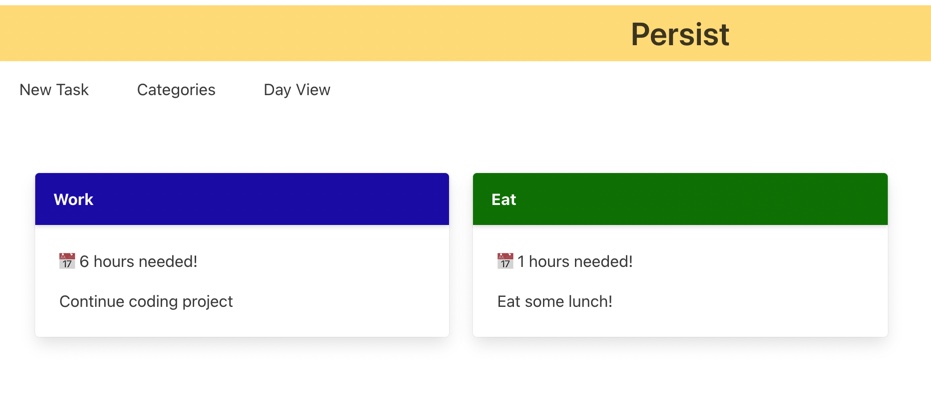 Persist
New Task Categories Day View
Work
📅 6 hours needed!
Continue coding project
Eat
📅 1 hours needed!
Eat some lunch!